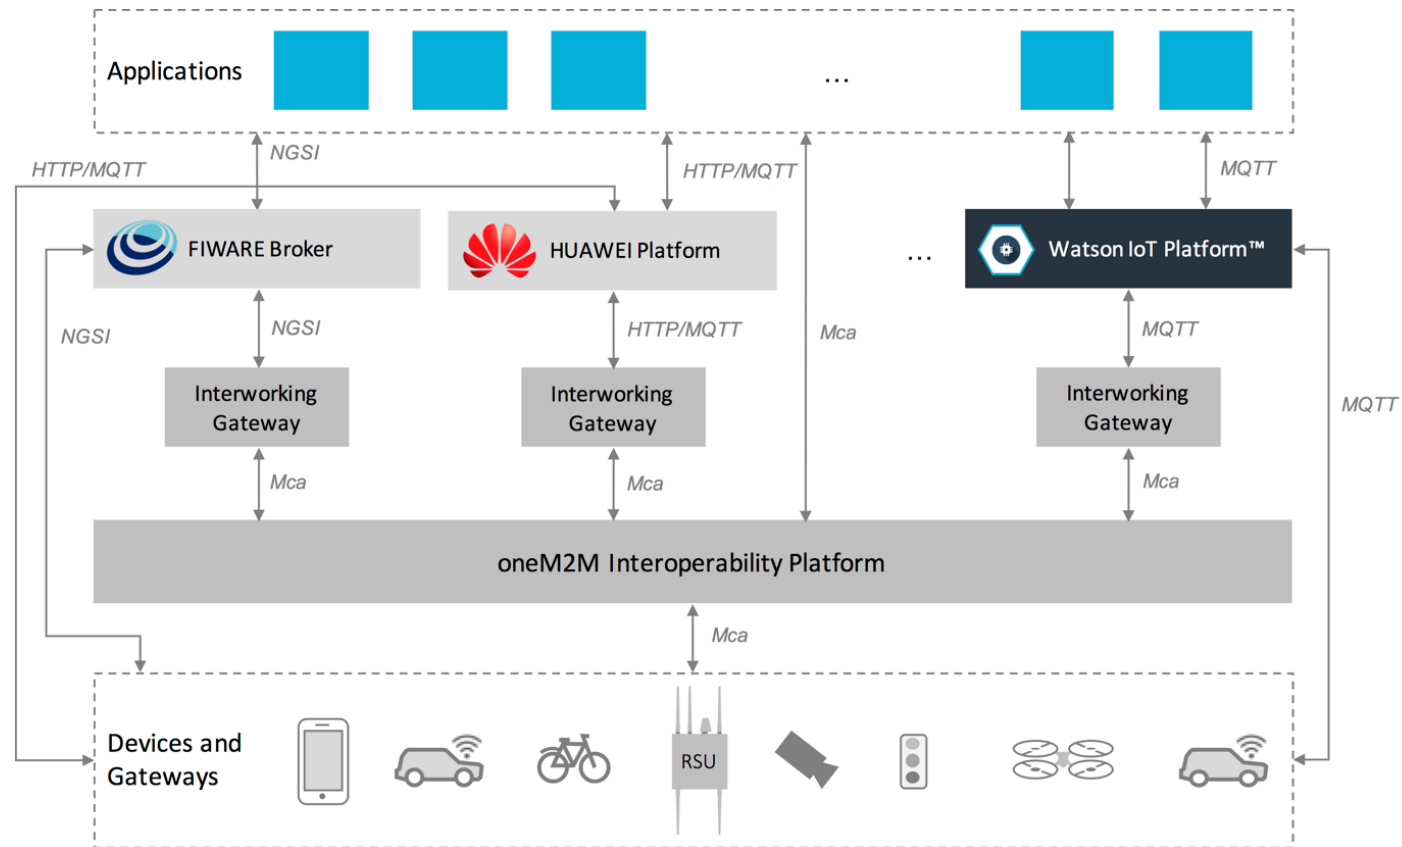 Applications
...
NGSI
HTTP/MQTT
HTTP/MQTT
MQTT
FIWARE Broker
HUAWEI Platform
...
Watson IoT Platform™
NGSI
NGSI
HTTP/MQTT
Mca
MQTT
MQTT
Interworking
Gateway
Interworking
Gateway
Interworking
Gateway
Mca
Mca
Mca
oneM2M Interoperability Platform
Mca
Devices and
Gateways
RSU